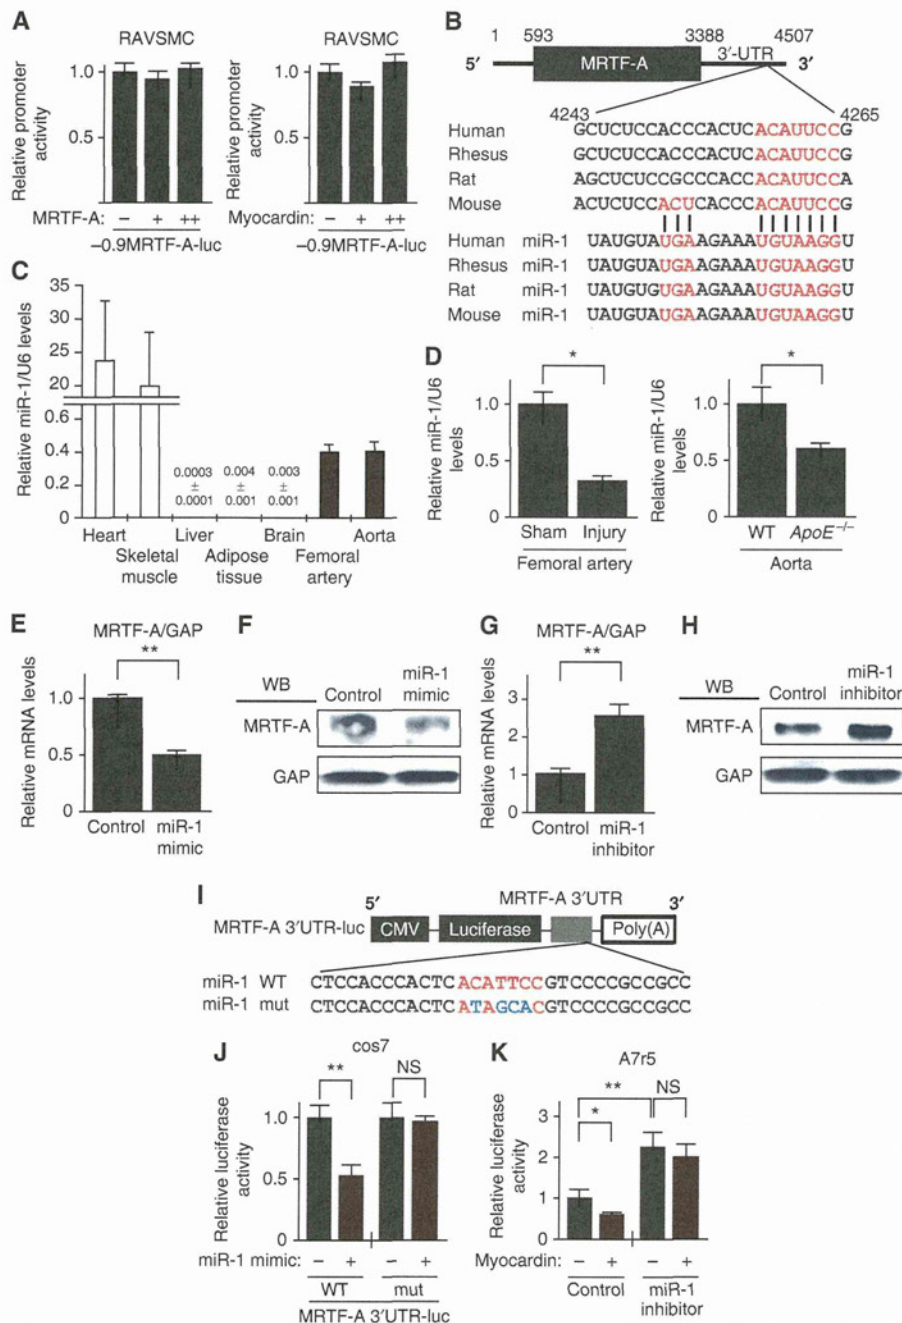 A
RAVSMC
RAVSMC
Relative promoter activity
1.0
0.5
MRTF-A: – + ++
–0.9MRTF-A-luc
Relative promoter activity
1.0
0.5
Myocardin: – + ++
–0.9MRTF-A-luc
B
1 593 3388 4507
5′ MRTF-A 3′-UTR 3′
4243 4265
Human GCUCUCCACCCACUCACAUUCCG
Rhesus GCUCUCCACCCACUCACAUUCCG
Rat AGCUCUCCGCCCACCACAUUCCA
Mouse ACUCUCCACUCACCCACAUUCCG
Human miR-1 UAUGUAUGAAGAAAUGUAAGGU
Rhesus miR-1 UAUGUAUGAAGAAAUGUAAGGU
Rat miR-1 UAUGUGUGAAGAAAUGUAAGGU
Mouse miR-1 UAUGUAUGAAGAAAUGUAAGGU
C
Relative miR-1/U6 levels
35
30
25
20
0.6
0.4
0.2
0
0.0003 ± 0.0001
0.004 ± 0.001
0.003 ± 0.001
Heart
Skeletal muscle
Liver
Adipose tissue
Brain
Femoral artery
Aorta
D
Relative miR-1/U6 levels
1.0
0.5
0
*
Sham Injury
Femoral artery
Relative miR-1/U6 levels
1.0
0.5
0
*
WT ApoE–/–
Aorta
E
MRTF-A/GAP
**
Relative mRNA levels
1.0
0.5
0
Control miR-1 mimic
F
WB Control miR-1 mimic
MRTF-A
GAP
G
MRTF-A/GAP
**
Relative mRNA levels
3
2
1
0
Control miR-1 inhibitor
H
WB Control miR-1 inhibitor
MRTF-A
GAP
I
5′ MRTF-A 3′UTR 3′
MRTF-A 3′UTR-luc CMV Luciferase Poly(A)
miR-1 WT CTCCACCCACTCACATTCCGTCCCCGCCGCC
miR-1 mut CTCCACCCACTCATAGCACGTCCCCGCCGCC
J
cos7
** NS
Relative luciferase activity
1.0
0.5
0
miR-1 mimic: – + – +
WT mut
MRTF-A 3′UTR-luc
K
A7r5
** NS
*
Relative luciferase activity
3
2
1
0
Myocardin: – + – +
Control miR-1 inhibitor